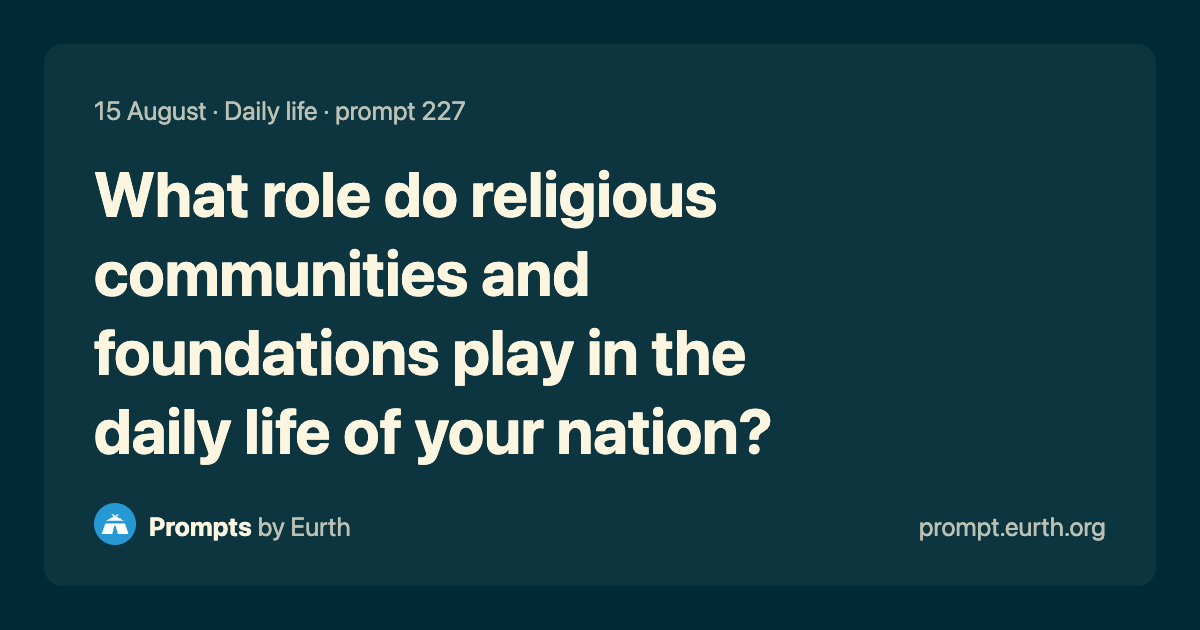 15 August · Daily life · prompt 227
What role do religious
communities and
foundations play in the
daily life of your nation?
Prompts by Eurth
prompt.eurth.org